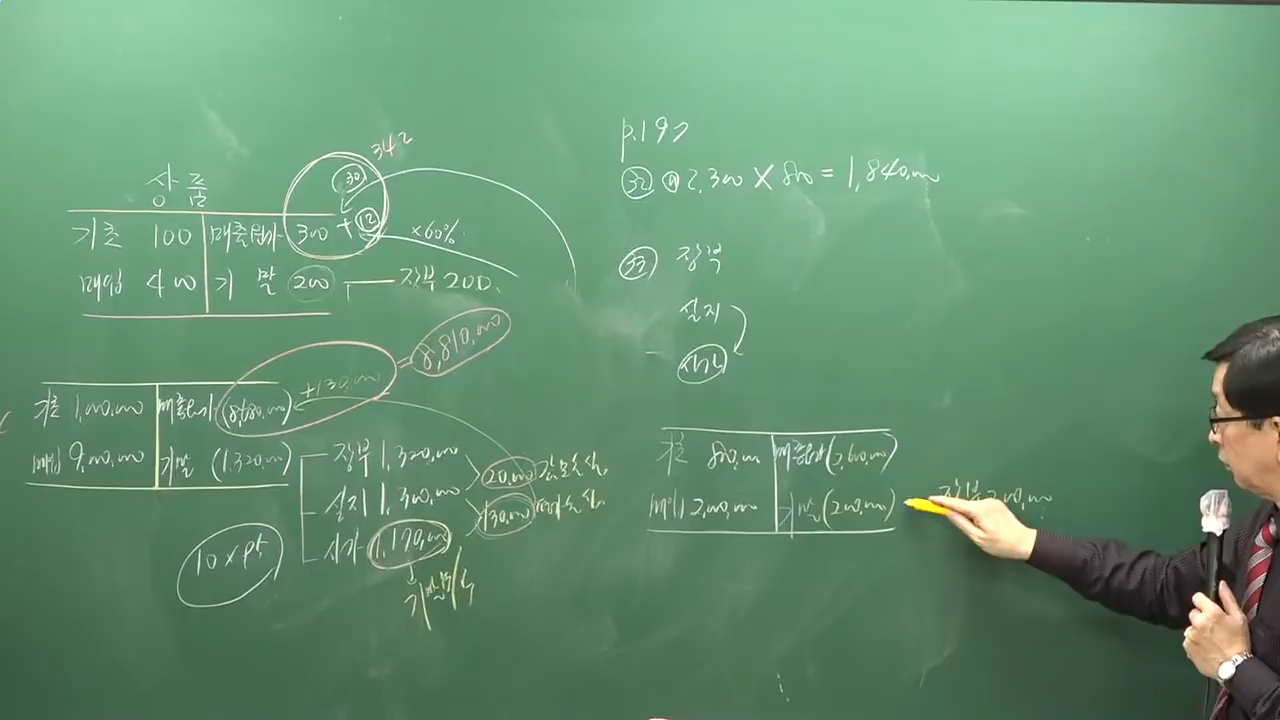 상품
342
30
기초 100 매출원가 300 + 12
×60%
매입 400 기말 200 장부 200
+130,000 = 8,810,000
기초 1,000,000 매출원가 (8,680,000)
매입 9,000,000 기말 (1,320,000)
장부 1,320,000
20,000 감모손실
실지 1,300,000
130,000 평가손실
시가 1,170,000
10×
p.197
32 2,300 × 800 = 1,840,000
33 장부
실지
시가
기초 800,000 매출원가 (2,600,000)
매입 2,000,000 기말 (200,000) 장부 200,000